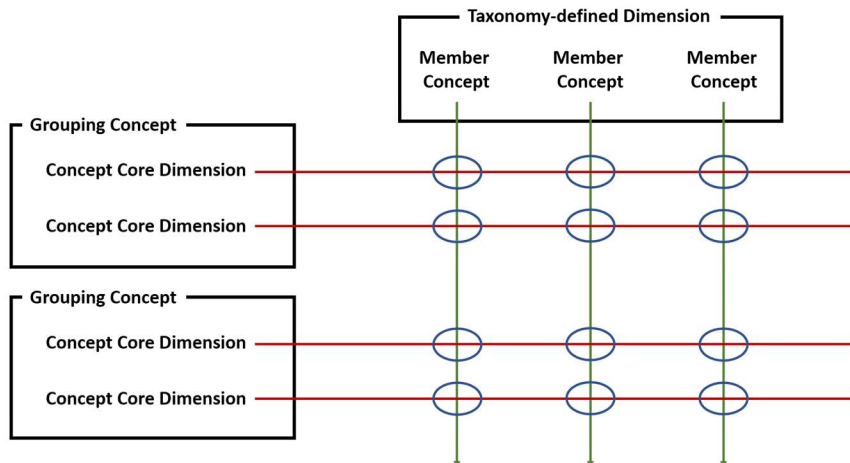 Taxonomy-defined Dimension
Member Member Member
Concept Concept Concept
Grouping Concept
Concept Core Dimension
Concept Core Dimension
Grouping Concept
Concept Core Dimension
Concept Core Dimension